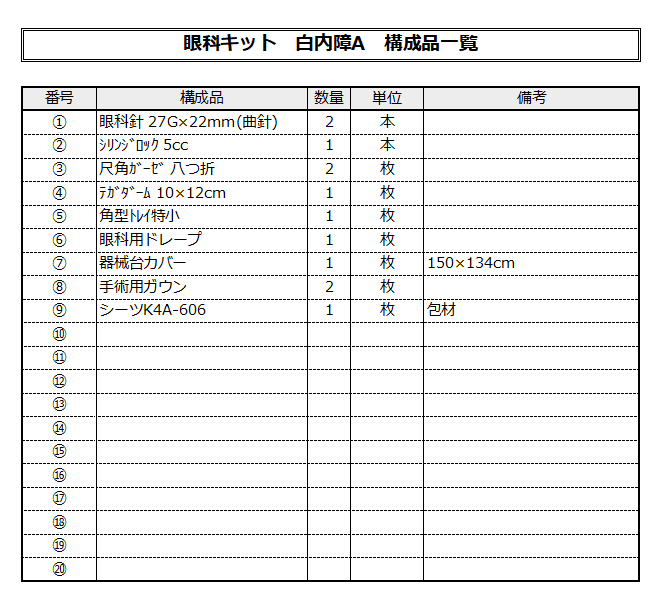 眼科キット　白内障A　構成品一覧
番号 構成品 数量 単位 備考
① 眼科針 27G×22mm(曲針) 2 本
② ｼﾘﾝｼﾞﾛｯｸ 5cc 1 本
③ 尺角ｶﾞｰｾﾞ 八つ折 2 枚
④ ﾃｶﾞﾀﾞｰﾑ 10×12cm 1 枚
⑤ 角型ﾄﾚｲ特小 1 枚
⑥ 眼科用ドレープ 1 枚
⑦ 器械台カバー 1 枚 150×134cm
⑧ 手術用ガウン 2 枚
⑨ シーツK4A-606 1 枚 包材
⑩
⑪
⑫
⑬
⑭
⑮
⑯
⑰
⑱
⑲
⑳